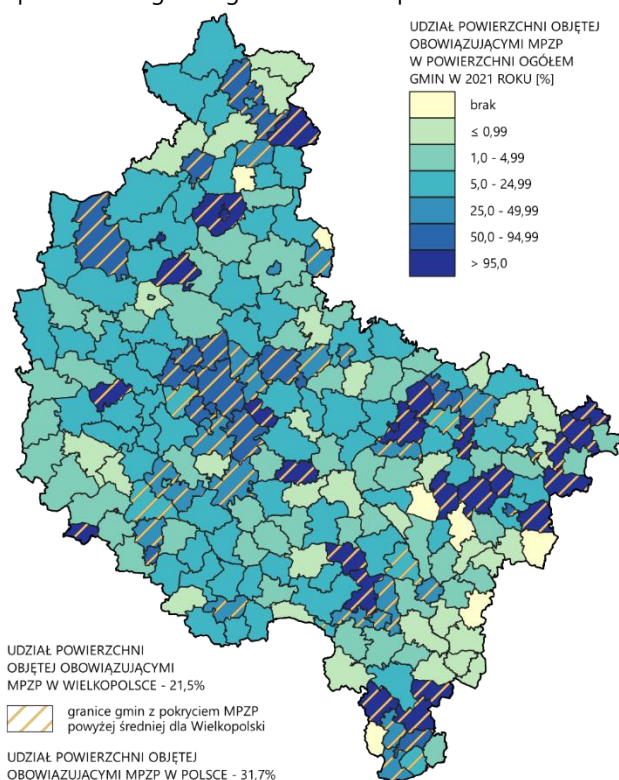 UDZIAŁ POWIERZCHNI OBJĘTEJ
OBOWIĄZUJĄCYMI MPZP
W POWIERZCHNI OGÓŁEM
GMIN W 2021 ROKU [%]
brak
≤ 0,99
1,0 - 4,99
5,0 - 24,99
25,0 - 49,99
50,0 - 94,99
> 95,0
UDZIAŁ POWIERZCHNI
OBJĘTEJ OBOWIĄZUJĄCYMI
MPZP W WIELKOPOLSCE - 21,5%
granice gmin z pokryciem MPZP
powyżej średniej dla Wielkopolski
UDZIAŁ POWIERZCHNI OBJĘTEJ
OBOWIAZUJĄCYMI MPZP W POLSCE - 31,7%